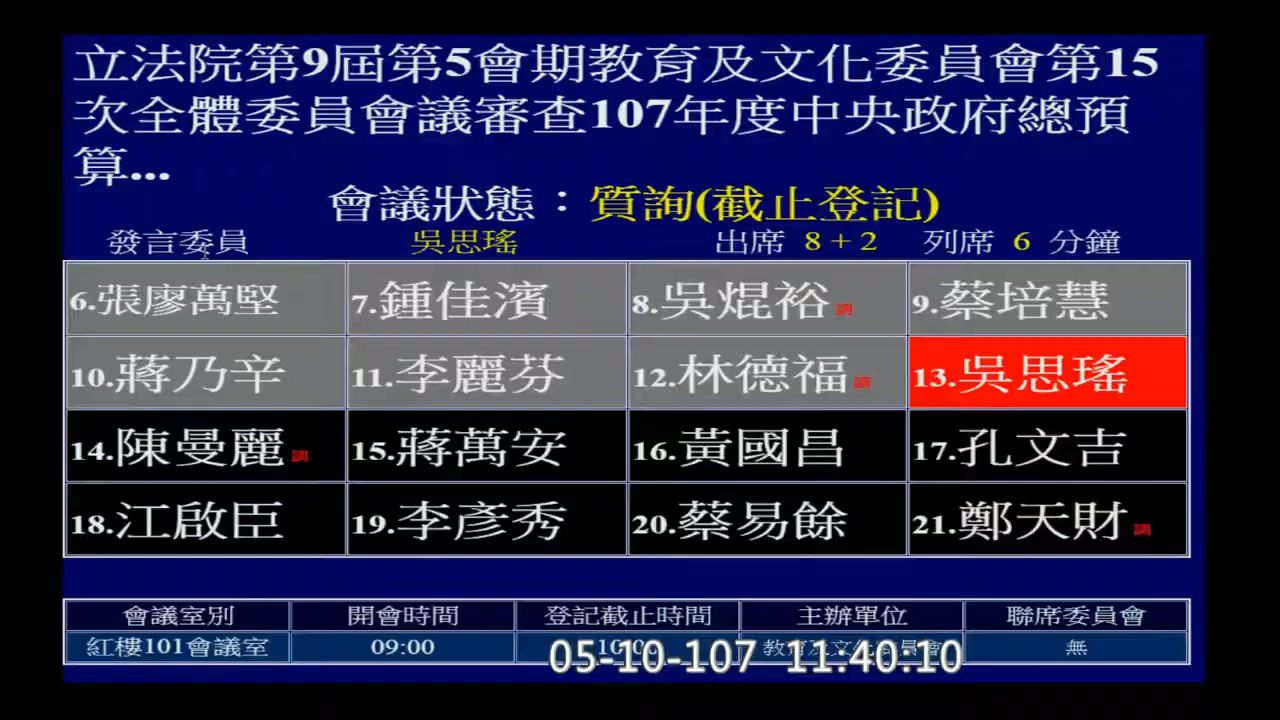 立法院第9屆第5會期教育及文化委員會第15
次全體委員會議審查107年度中央政府總預
算...
會議狀態：質詢(截止登記)
發言委員 吳思瑤 出席 8+2 列席 6 分鐘
6.張廖萬堅 7.鍾佳濱 8.吳焜裕 9.蔡培慧
10.蔣乃辛 11.李麗芬 12.林德福 13.吳思瑤
14.陳曼麗 15.蔣萬安 16.黃國昌 17.孔文吉
18.江啟臣 19.李彥秀 20.蔡易餘 21.鄭天財
會議室別 開會時間 登記截止時間 主辦單位 聯席委員會
紅樓101會議室 09:00 教育及文化委員會 無
05-10-107 11:40:10